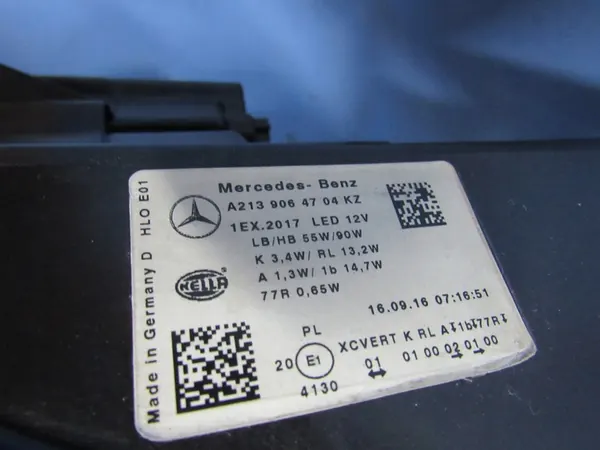 Mercedes- Benz
A213 906 47 04 KZ
1EX.2017 LED 12V
LB/HB 55W/90W
K 3,4W/ RL 13,2W
A 1,3W/ 1b 14,7W
77R 0,65W
HELLA
16.09.16 07:16:51
PL
XCVERT K RL A 1b 77R
20 E1
01 01 00 02 01 00
4130
Made in Germany D HLO E01